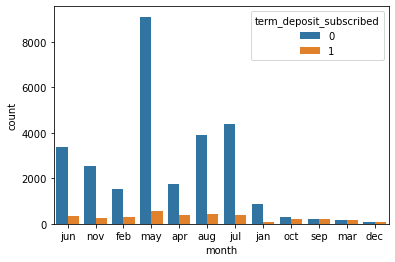 term_deposit_subscribed
0
1
8000
6000
4000
2000
0
count
jun nov feb may apr aug jul jan oct sep mar dec
month